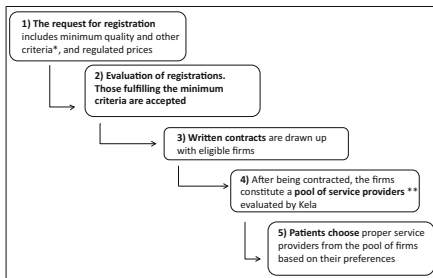 1) The request for registration
includes minimum quality and other
criteria*, and regulated prices
2) Evaluation of registrations.
Those fulfilling the minimum
criteria are accepted
3) Written contracts are drawn up
with eligible firms
4) After being contracted, the firms
constitute a pool of service providers **
evaluated by Kela
5) Patients choose proper service
providers from the pool of firms
based on their preferences